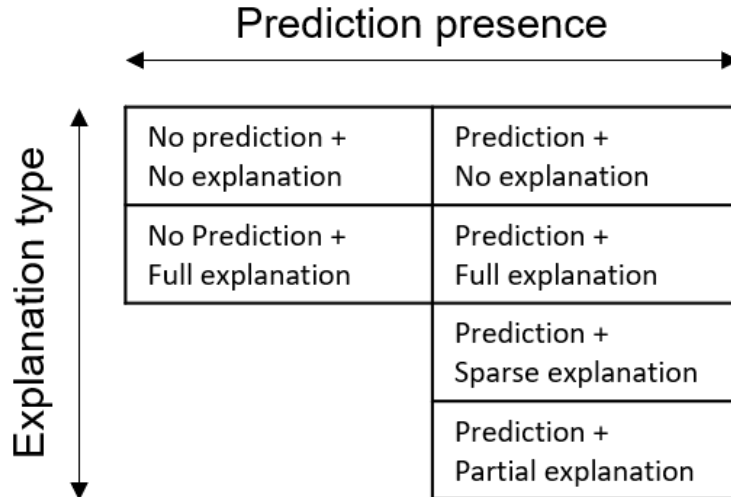 Prediction presence
Explanation type
No prediction +
No explanation
Prediction +
No explanation
No Prediction +
Full explanation
Prediction +
Full explanation
Prediction +
Sparse explanation
Prediction +
Partial explanation